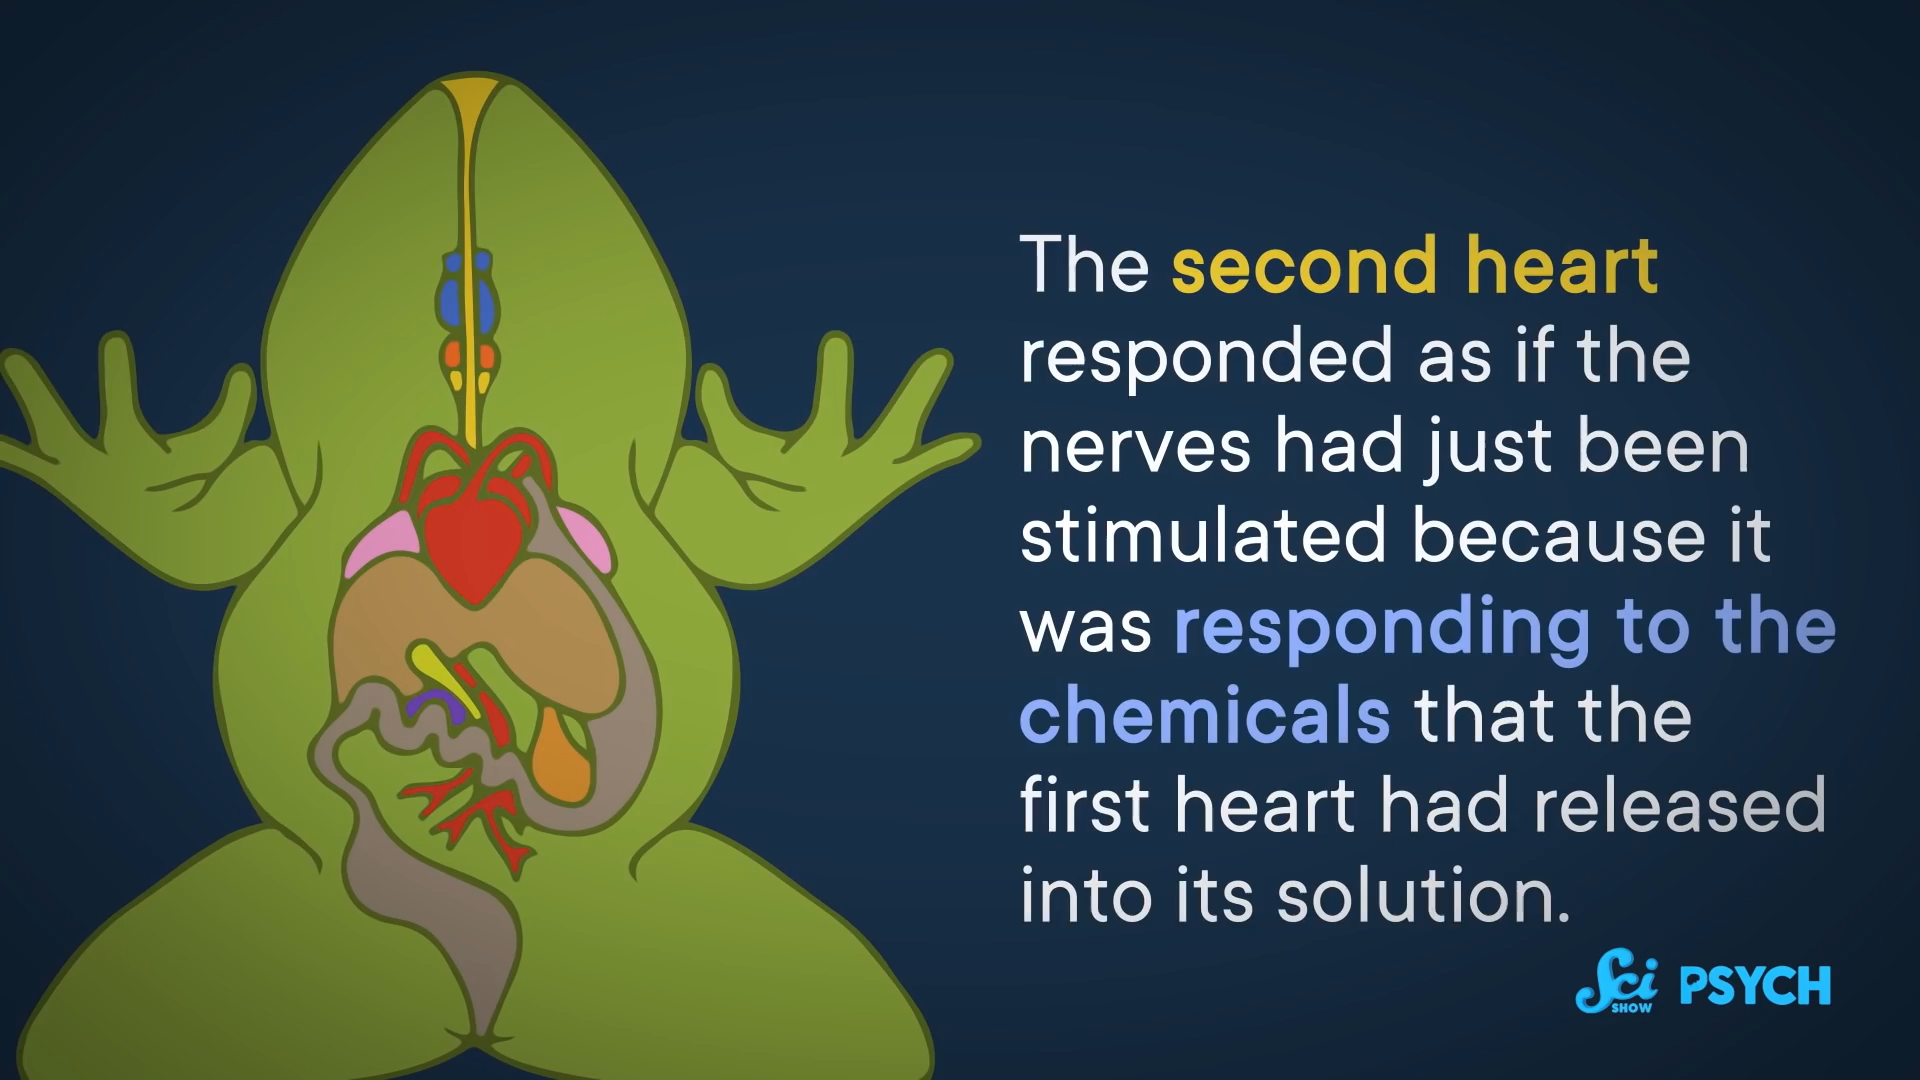 The second heart
responded as if the
nerves had just been
stimulated because it
was responding to the
chemicals that the
first heart had released
into its solution.
Sci SHOW PSYCH